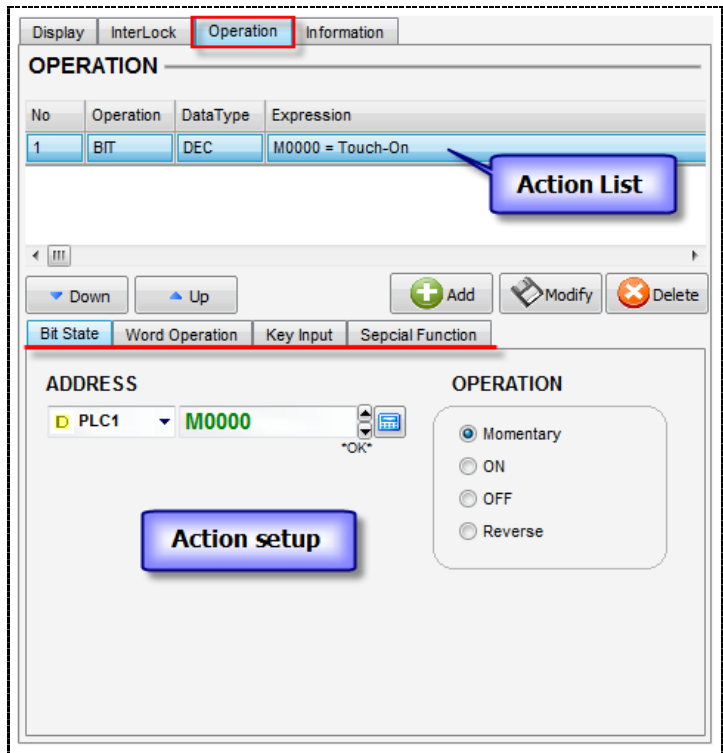 Display InterLock Operation Information
OPERATION
No Operation DataType Expression
1 BIT DEC M0000 = Touch-On
Action List
Down Up Add Modify Delete
Bit State Word Operation Key Input Sepcial Function
ADDRESS OPERATION
D PLC1 M0000
*OK*
Momentary
ON
OFF
Reverse
Action setup